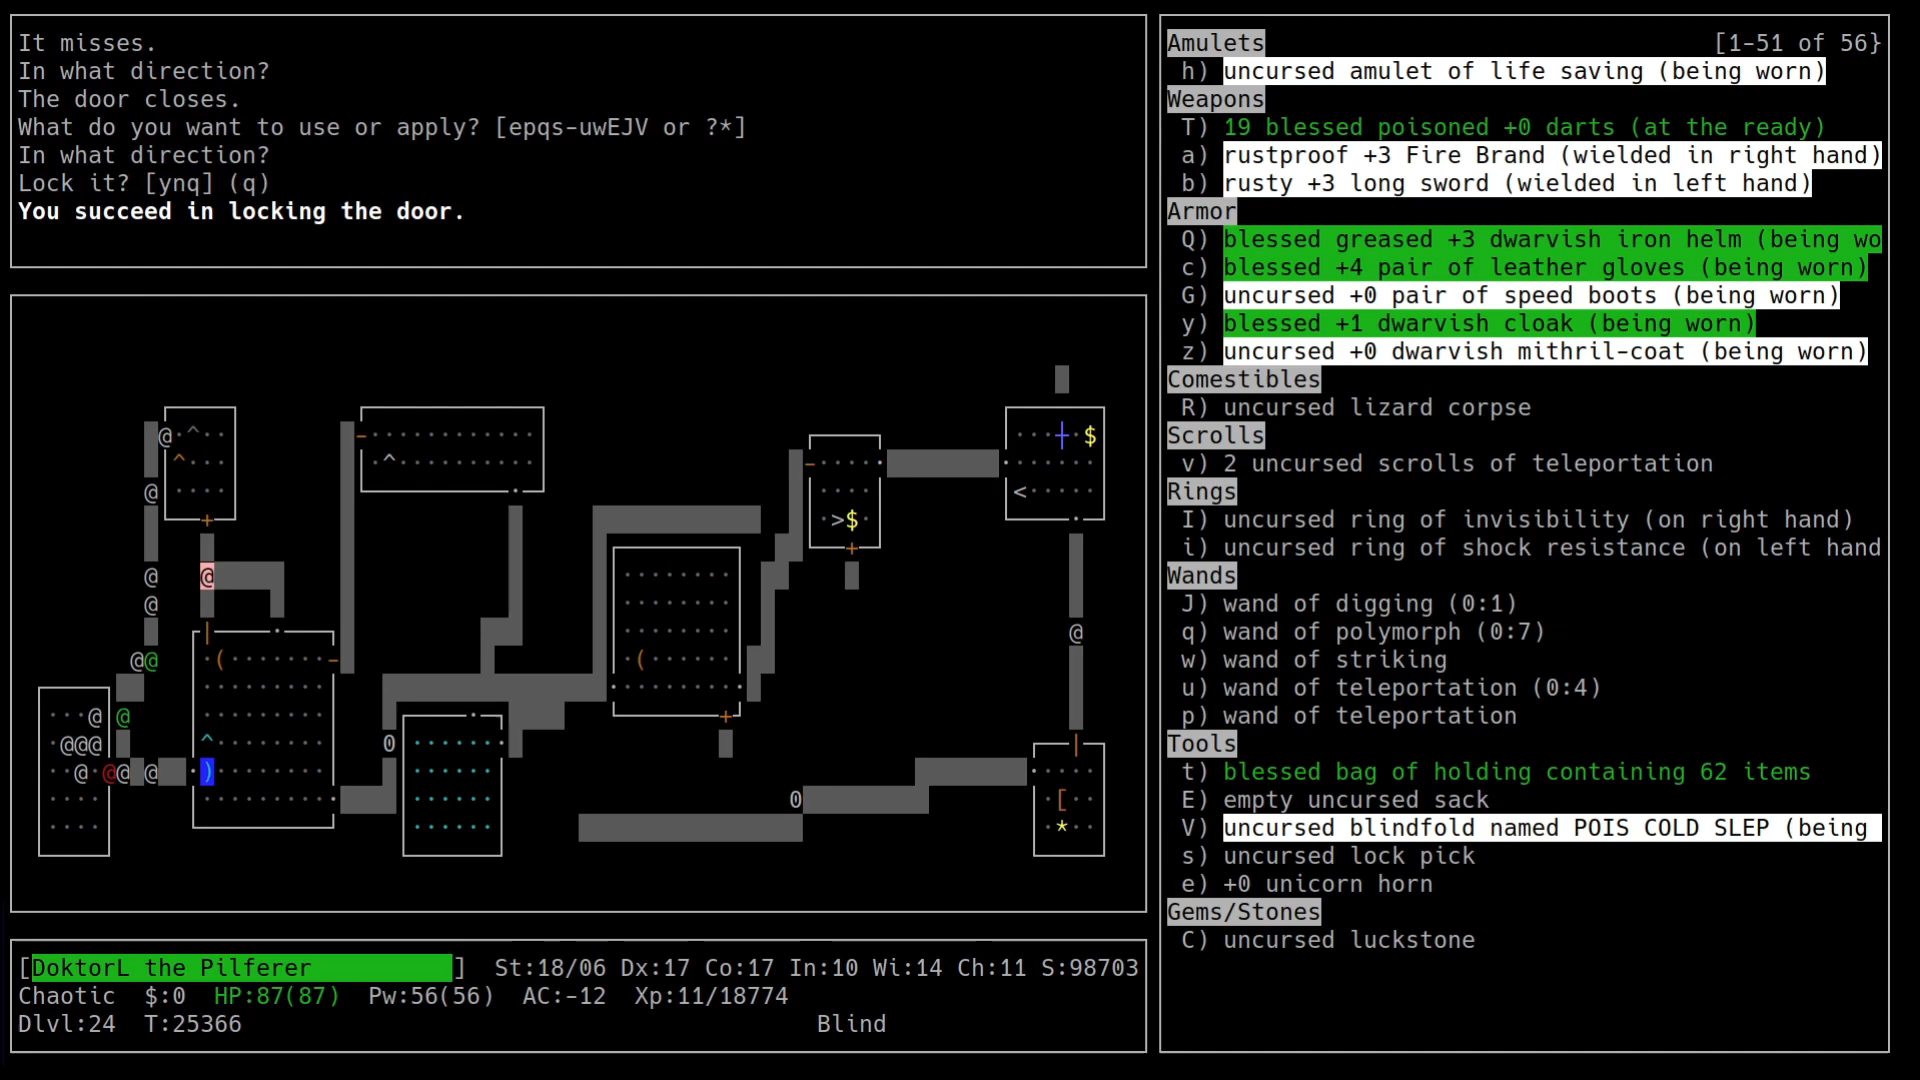 It misses.
In what direction?
The door closes.
What do you want to use or apply? [epqs-uwEJV or ?*]
In what direction?
Lock it? [ynq] (q)
You succeed in locking the door.
[DoktorL the Pilferer ] St:18/06 Dx:17 Co:17 In:10 Wi:14 Ch:11 S:98703
Chaotic $:0 HP:87(87) Pw:56(56) AC:-12 Xp:11/18774
Dlvl:24 T:25366 Blind
Amulets [1-51 of 56}
h) uncursed amulet of life saving (being worn)
Weapons
T) 19 blessed poisoned +0 darts (at the ready)
a) rustproof +3 Fire Brand (wielded in right hand)
b) rusty +3 long sword (wielded in left hand)
Armor
Q) blessed greased +3 dwarvish iron helm (being wo
c) blessed +4 pair of leather gloves (being worn)
G) uncursed +0 pair of speed boots (being worn)
y) blessed +1 dwarvish cloak (being worn)
z) uncursed +0 dwarvish mithril-coat (being worn)
Comestibles
R) uncursed lizard corpse
Scrolls
v) 2 uncursed scrolls of teleportation
Rings
I) uncursed ring of invisibility (on right hand)
i) uncursed ring of shock resistance (on left hand
Wands
J) wand of digging (0:1)
q) wand of polymorph (0:7)
w) wand of striking
u) wand of teleportation (0:4)
p) wand of teleportation
Tools
t) blessed bag of holding containing 62 items
E) empty uncursed sack
V) uncursed blindfold named POIS COLD SLEP (being
s) uncursed lock pick
e) +0 unicorn horn
Gems/Stones
C) uncursed luckstone